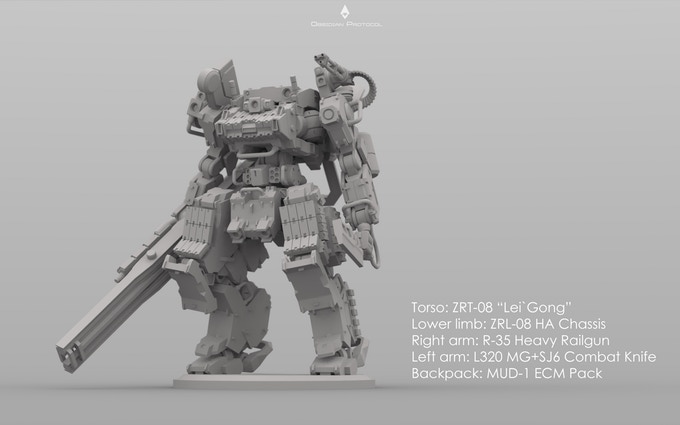 Obsidian Protocol
Torso: ZRT-08 “Lei`Gong”
Lower limb: ZRL-08 HA Chassis
Right arm: R-35 Heavy Railgun
Left arm: L320 MG+SJ6 Combat Knife
Backpack: MUD-1 ECM Pack